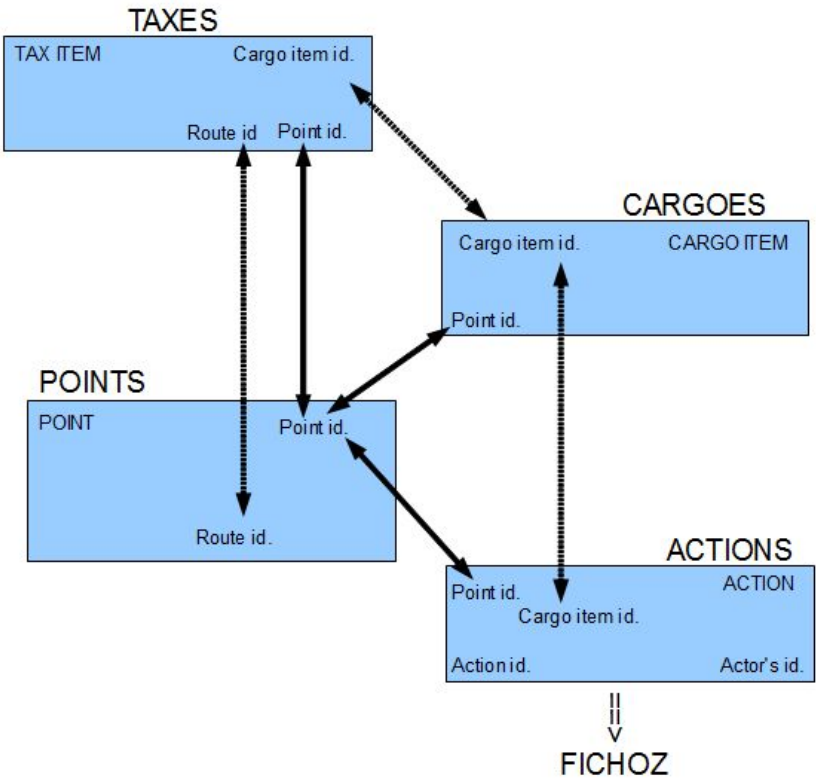 TAXES
TAX ITEM Cargo item id.
Route id Point id.
CARGOES
Cargo item id. CARGO ITEM
Point id.
POINTS
POINT
Point id.
Route id.
ACTIONS
Point id. ACTION
Cargo item id.
Action id. Actor's id.
==>
FICHOZ